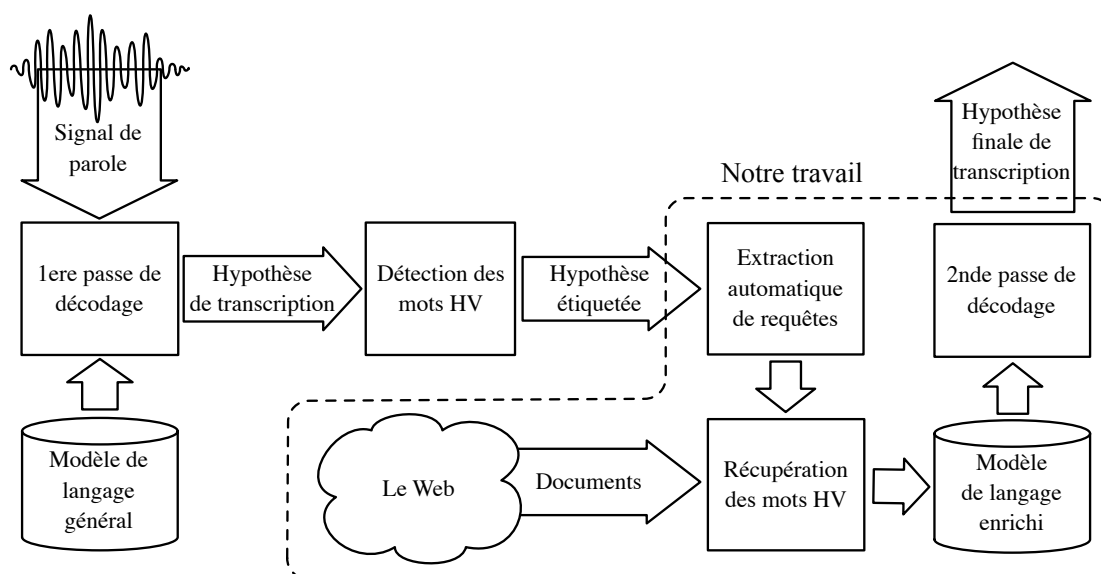 Signal de
parole
Hypothèse
finale de
transcription
Notre travail
1ere passe de
décodage
Hypothèse
de transcription
Détection des
mots HV
Hypothèse
étiquetée
Extraction
automatique
de requêtes
2nde passe de
décodage
Modèle de
langage
général
Le Web
Documents
Récupération
des mots HV
Modèle
de langage
enrichi